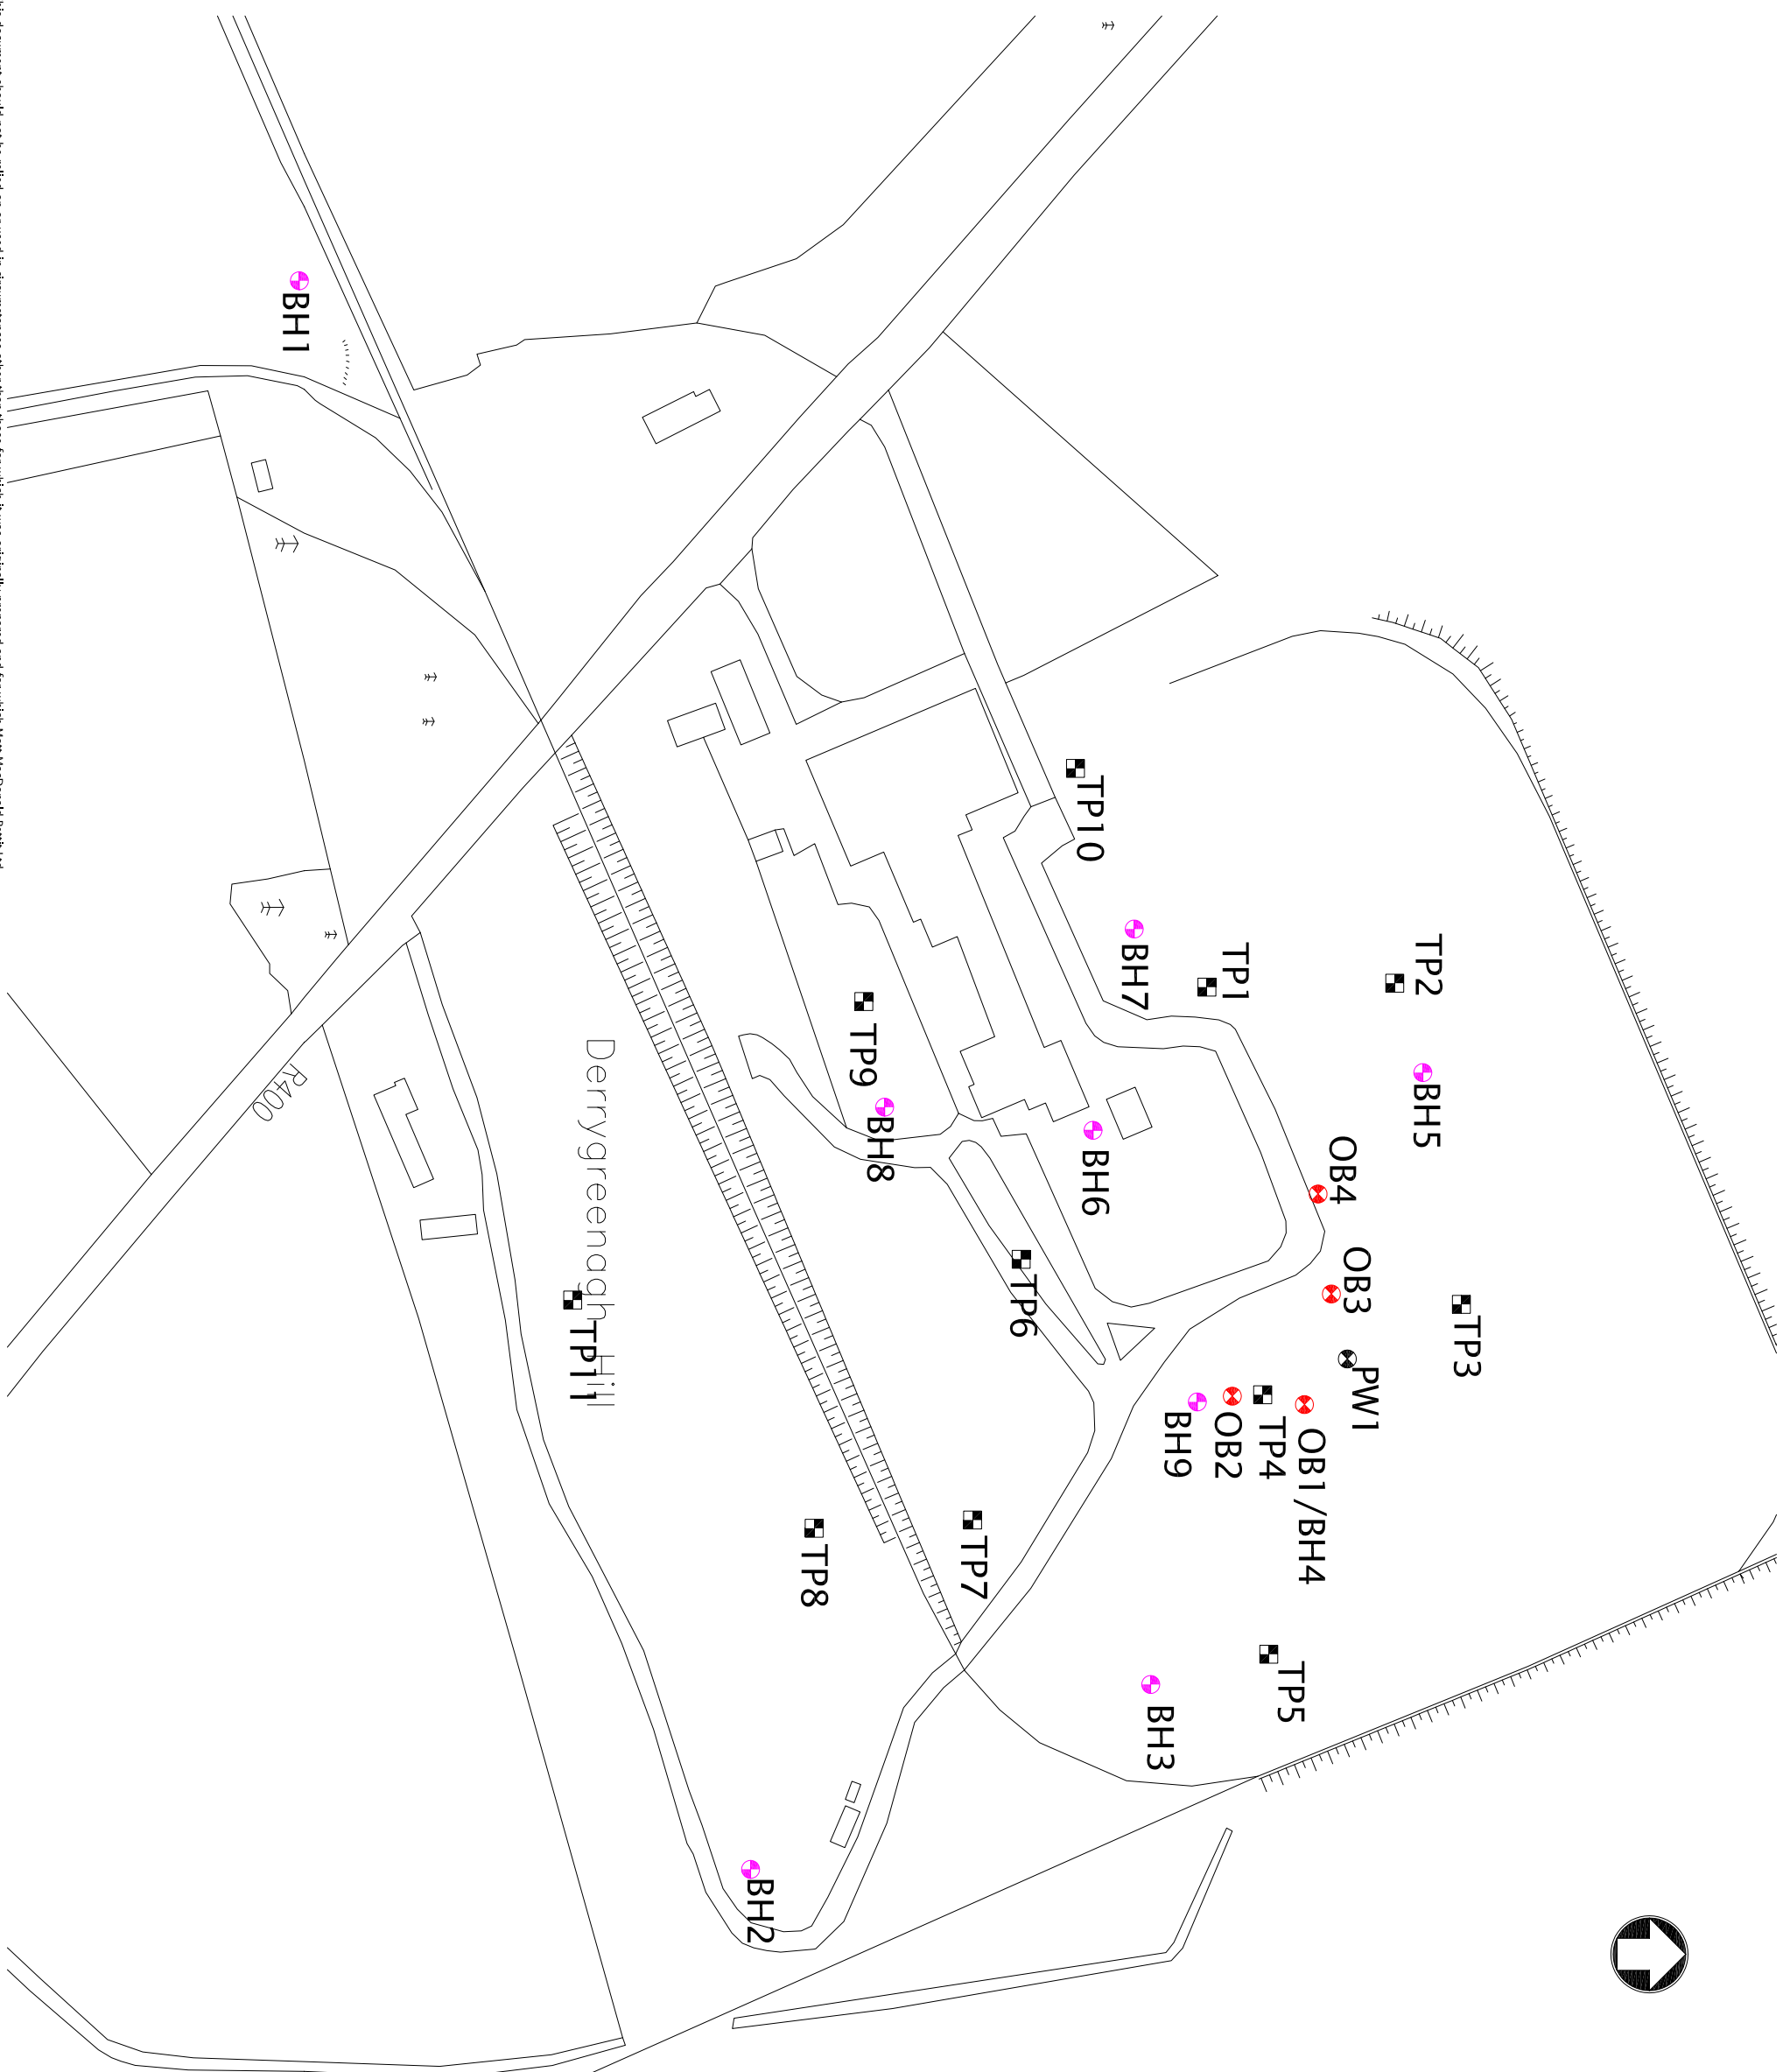 BH1
TP10
BH7
TP1
TP2
TP9
BH8
BH6
BH5
OB4
OB3
TP3
PW1
TP6
R400
Derrygreenagh Hill
TP11
BH9
OB2
TP4
OB1/BH4
TP7
TP8
TP5
BH3
BH2